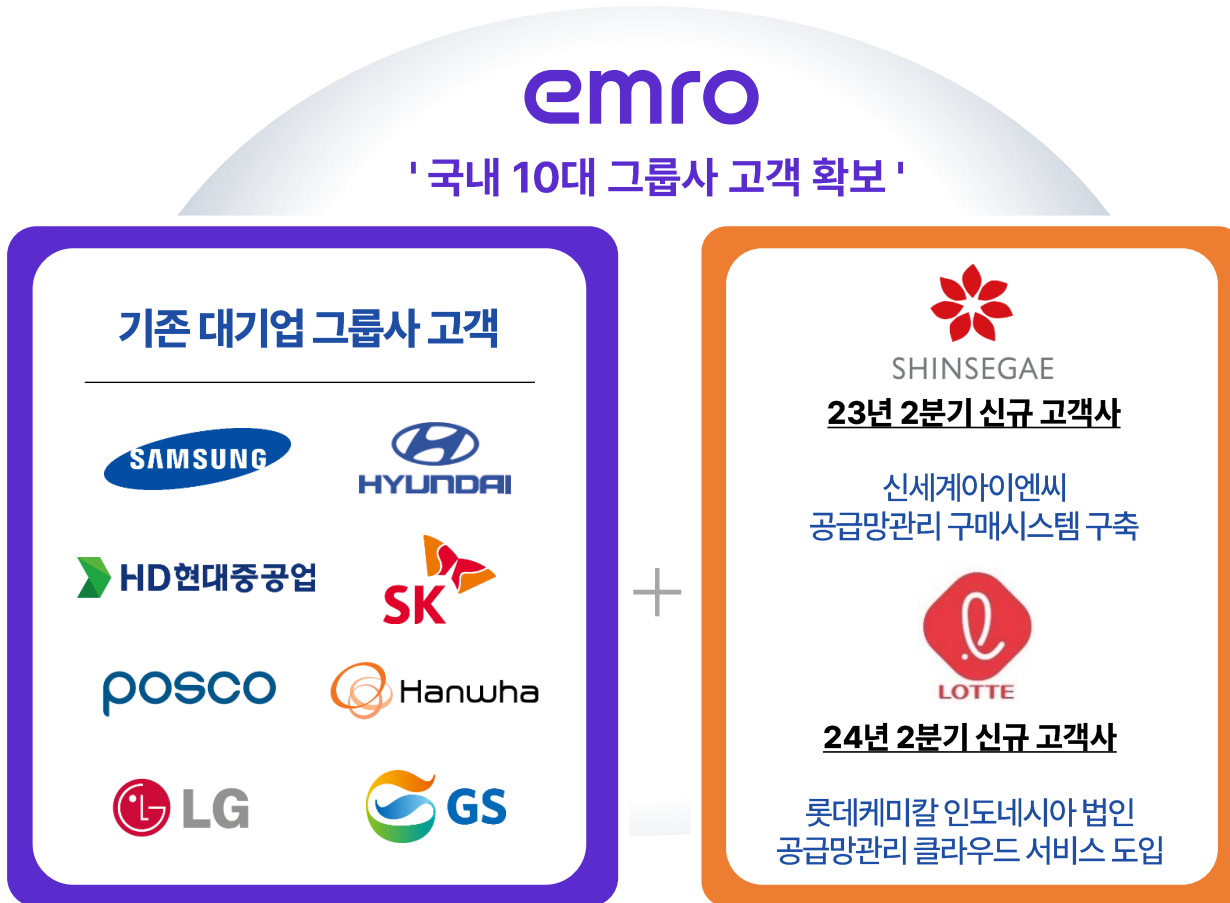 emro
' 국내 10대 그룹사 고객 확보 '
기존 대기업 그룹사 고객
SAMSUNG
HYUNDAI
HD현대중공업
SK
posco
Hanwha
LG
GS
SHINSEGAE
23년 2분기 신규 고객사
신세계아이엔씨
공급망관리 구매시스템 구축
LOTTE
24년 2분기 신규 고객사
롯데케미칼 인도네시아 법인
공급망관리 클라우드 서비스 도입